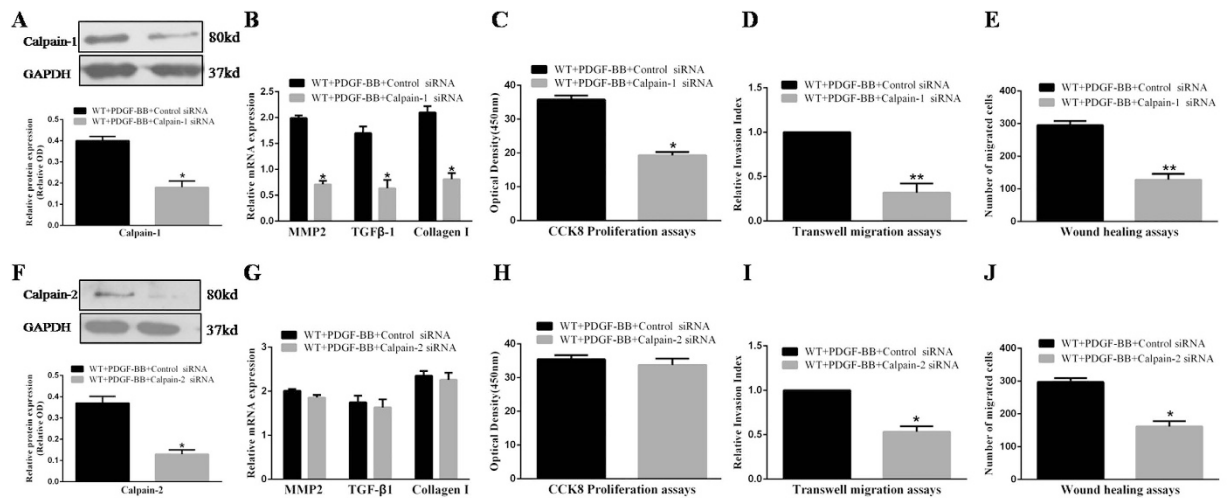 A
Calpain-1
80kd
GAPDH
37kd
WT+PDGF-BB+Control siRNA
WT+PDGF-BB+Calpain-1 siRNA
Relative protein expression
(Relative OD)
0.5
0.4
0.3
0.2
0.1
0.0
*
Calpain-1
B
WT+PDGF-BB+Control siRNA
WT+PDGF-BB+Calpain-1 siRNA
Relative mRNA expression
2.5
2.0
1.5
1.0
0.5
0.0
*
*
*
MMP2
TGFβ-1
Collagen I
C
WT+PDGF-BB+Control siRNA
WT+PDGF-BB+Calpain-1 siRNA
Optical Density(450nm)
60
40
20
0
*
CCK8 Proliferation assays
D
WT+PDGF-BB+Control siRNA
WT+PDGF-BB+Calpain-1 siRNA
Relative Invasion Index
1.5
1.0
0.5
0.0
**
Transwell migration assays
E
WT+PDGF-BB+Control siRNA
WT+PDGF-BB+Calpain-1 siRNA
Number of migrated cells
400
300
200
100
0
**
Wound healing assays
F
Calpain-2
80kd
GAPDH
37kd
WT+PDGF-BB+Control siRNA
WT+PDGF-BB+Calpain-2 siRNA
Relative protein expression
(Relative OD)
0.5
0.4
0.3
0.2
0.1
0.0
*
Calpain-2
G
WT+PDGF-BB+Control siRNA
WT+PDGF-BB+Calpain-2 siRNA
Relative mRNA expression
3
2
1
0
MMP2
TGF-β1
Collagen I
H
WT+PDGF-BB+Control siRNA
WT+PDGF-BB+Calpain-2 siRNA
Optical Density(450nm)
60
40
20
0
CCK8 Proliferation assays
I
WT+PDGF-BB+Control siRNA
WT+PDGF-BB+Calpain-2 siRNA
Relative Invasion Index
1.5
1.0
0.5
0.0
*
Transwell migration assays
J
WT+PDGF-BB+Control siRNA
WT+PDGF-BB+Calpain-2 siRNA
Number of migrated cells
400
300
200
100
0
*
Wound healing assays